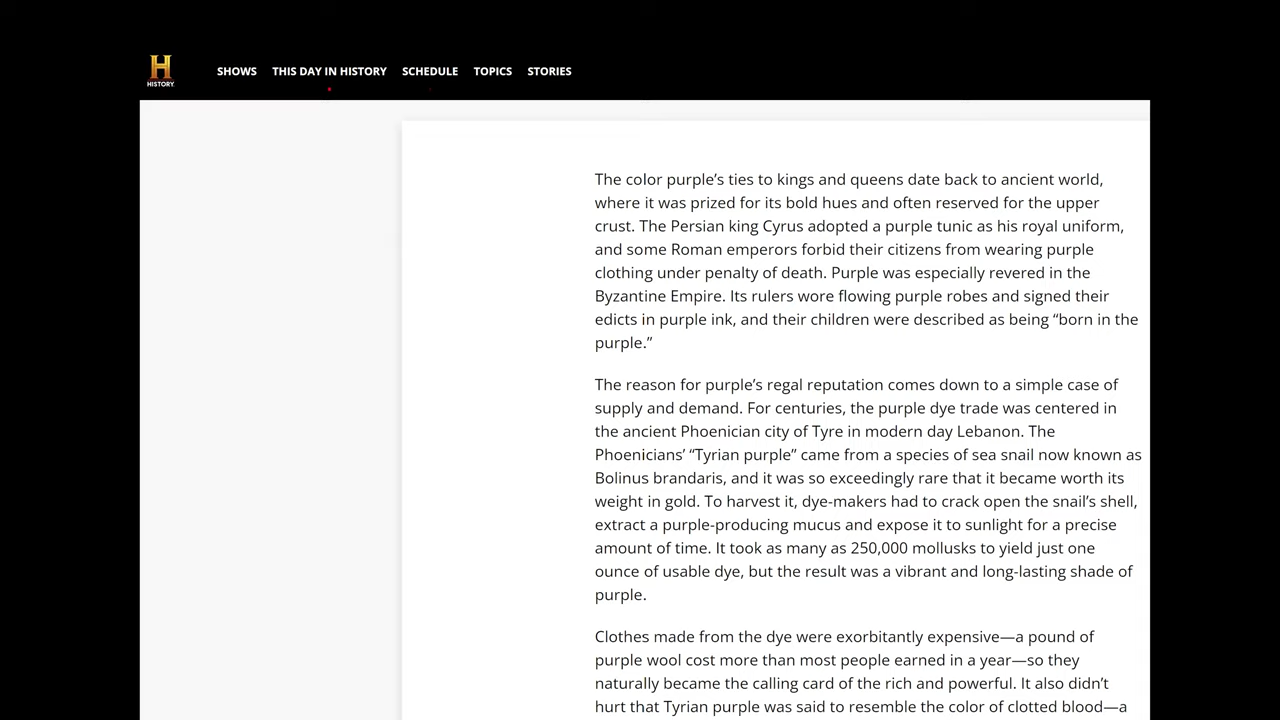 H
HISTORY
SHOWS THIS DAY IN HISTORY SCHEDULE TOPICS STORIES
The color purple’s ties to kings and queens date back to ancient world,
where it was prized for its bold hues and often reserved for the upper
crust. The Persian king Cyrus adopted a purple tunic as his royal uniform,
and some Roman emperors forbid their citizens from wearing purple
clothing under penalty of death. Purple was especially revered in the
Byzantine Empire. Its rulers wore flowing purple robes and signed their
edicts in purple ink, and their children were described as being “born in the
purple.”
The reason for purple’s regal reputation comes down to a simple case of
supply and demand. For centuries, the purple dye trade was centered in
the ancient Phoenician city of Tyre in modern day Lebanon. The
Phoenicians’ “Tyrian purple” came from a species of sea snail now known as
Bolinus brandaris, and it was so exceedingly rare that it became worth its
weight in gold. To harvest it, dye-makers had to crack open the snail’s shell,
extract a purple-producing mucus and expose it to sunlight for a precise
amount of time. It took as many as 250,000 mollusks to yield just one
ounce of usable dye, but the result was a vibrant and long-lasting shade of
purple.
Clothes made from the dye were exorbitantly expensive—a pound of
purple wool cost more than most people earned in a year—so they
naturally became the calling card of the rich and powerful. It also didn’t
hurt that Tyrian purple was said to resemble the color of clotted blood—a